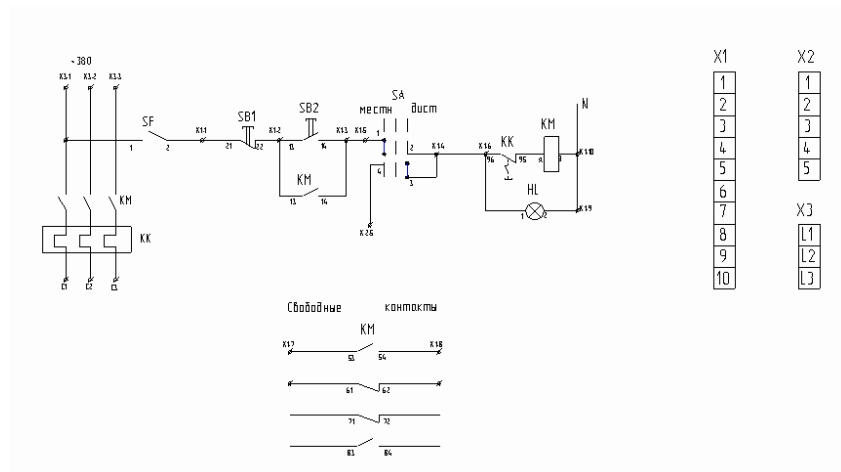 ~380
X3.1 X3.2 X3.3
SF
1 2
X1.1
SB1
21 22
X1.2
SB2
13 14
X1.3 X1.5
SA
местн дист
1 2
4 3
X1.4
X2.5
KM
13 14
X1.6
KK
96 95
KM
A B
N
X1.10
HL
1 2
X1.9
KM
KK
C1 C2 C3
Свободные контакты
KM
X1.7 X1.8
53 54
61 62
71 72
83 84
X1
1
2
3
4
5
6
7
8
9
10
X2
1
2
3
4
5
X3
L1
L2
L3